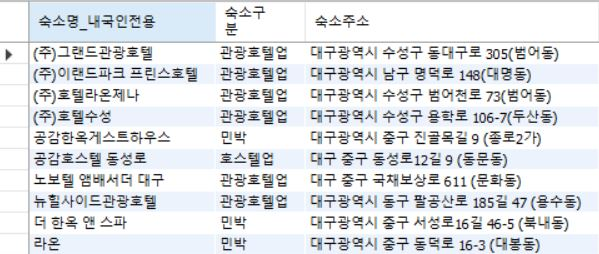 숙소명_내국인전용 숙소구분 숙소주소
(주)그랜드관광호텔 관광호텔업 대구광역시 수성구 동대구로 305(범어동)
(주)이랜드파크 프린스호텔 관광호텔업 대구광역시 남구 명덕로 148(대명동)
(주)호텔라온제나 관광호텔업 대구광역시 수성구 범어천로 73(범어동)
(주)호텔수성 관광호텔업 대구광역시 수성구 용학로 106-7(두산동)
공감한옥게스트하우스 민박 대구광역시 중구 진골목길 9 (종로2가)
공감호스텔 동성로 호스텔업 대구 중구 동성로12길 9 (동문동)
노보텔 앰배서더 대구 관광호텔업 대구 중구 국채보상로 611 (문화동)
뉴힐사이드관광호텔 관광호텔업 대구광역시 동구 팔공산로 185길 47 (용수동)
더 한옥 앤 스파 민박 대구광역시 중구 서성로16길 46-5 (북내동)
라온 민박 대구광역시 중구 동덕로 16-3 (대봉동)